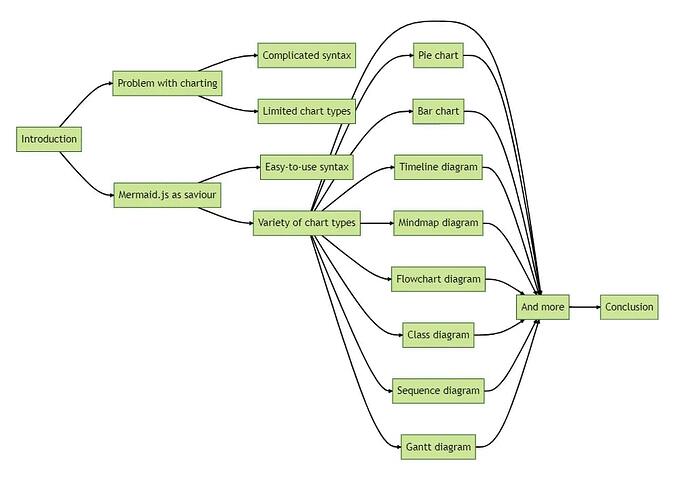 Introduction
Problem with charting
Mermaid.js as saviour
Complicated syntax
Limited chart types
Easy-to-use syntax
Variety of chart types
Pie chart
Bar chart
Timeline diagram
Mindmap diagram
Flowchart diagram
Class diagram
Sequence diagram
Gantt diagram
And more
Conclusion